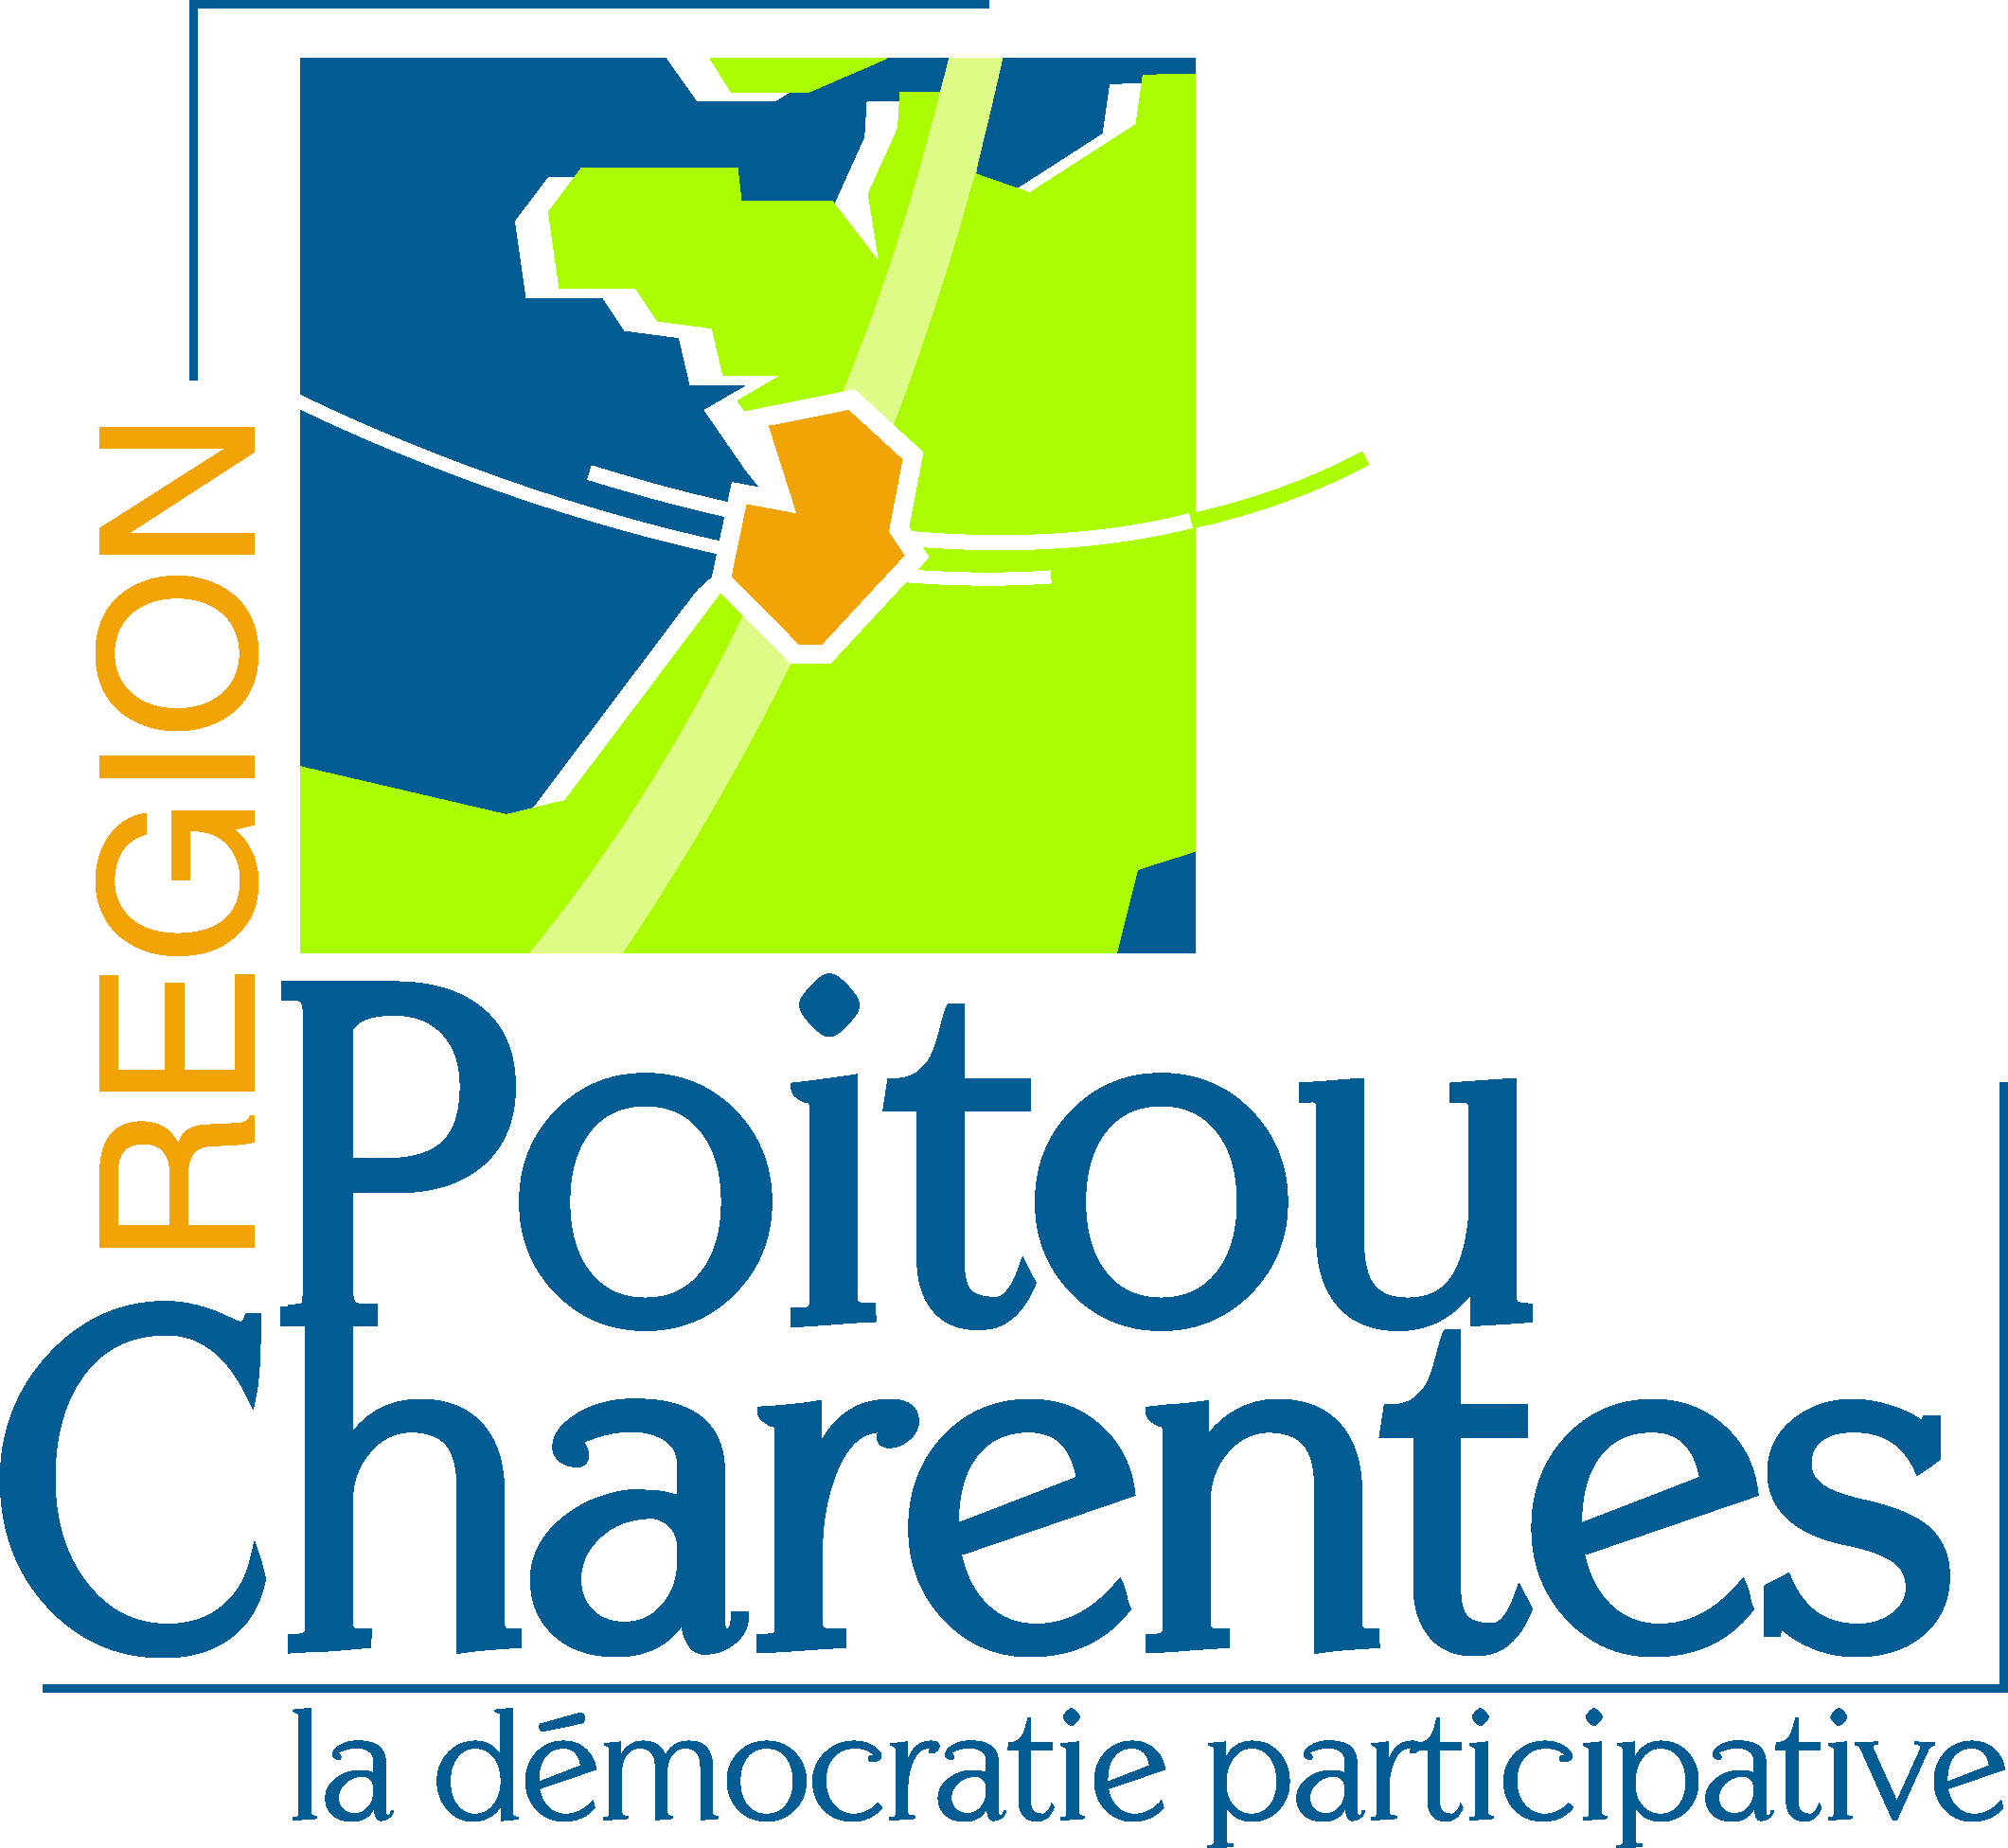 REGION
Poitou
Charentes
la démocratie participative